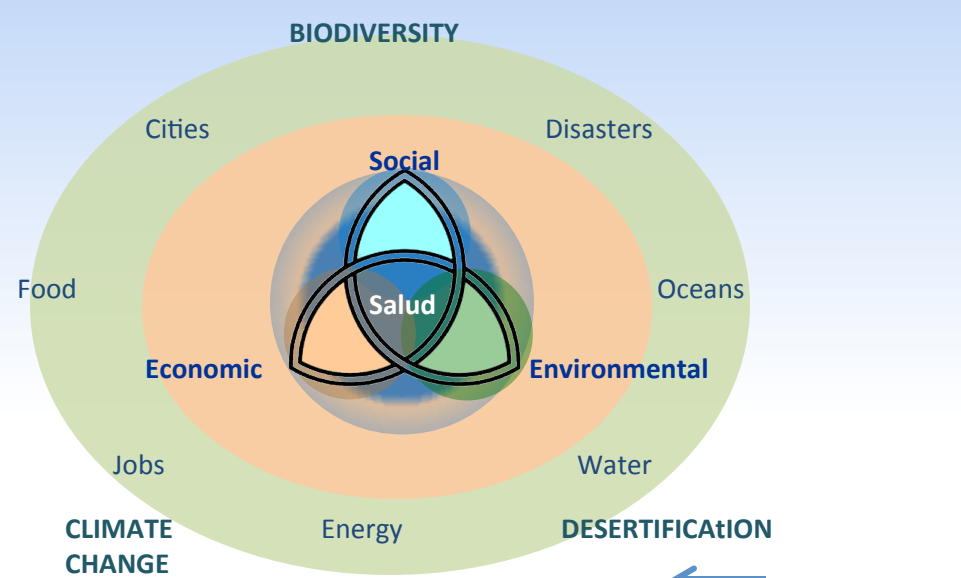 BIODIVERSITY
Cities
Disasters
Social
Food
Salud
Oceans
Economic
Environmental
Jobs
Water
CLIMATE
CHANGE
Energy
DESERTIFICAtION